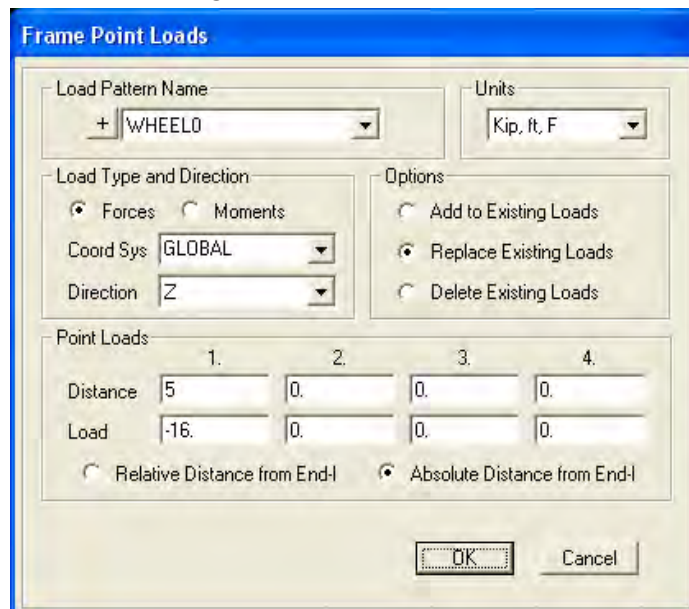 Frame Point Loads
Load Pattern Name
+ WHEEL0
Units
Kip, ft, F
Load Type and Direction
Forces Moments
Coord Sys GLOBAL
Direction Z
Options
Add to Existing Loads
Replace Existing Loads
Delete Existing Loads
Point Loads
1. 2. 3. 4.
Distance 5 0. 0. 0.
Load -16. 0. 0. 0.
Relative Distance from End-I Absolute Distance from End-I
OK Cancel